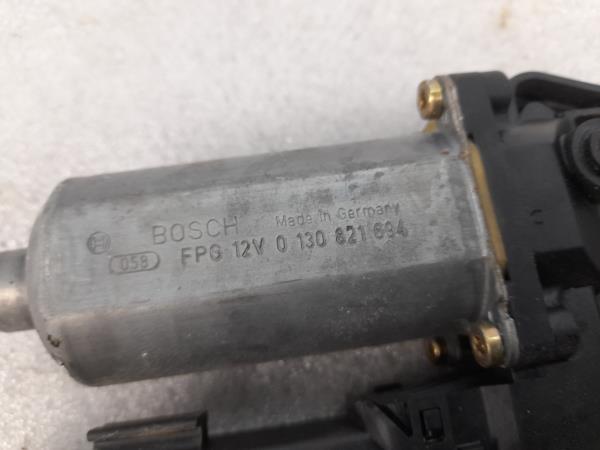 BOSCH Made in Germany
058 FPG 12V 0 130 821 694